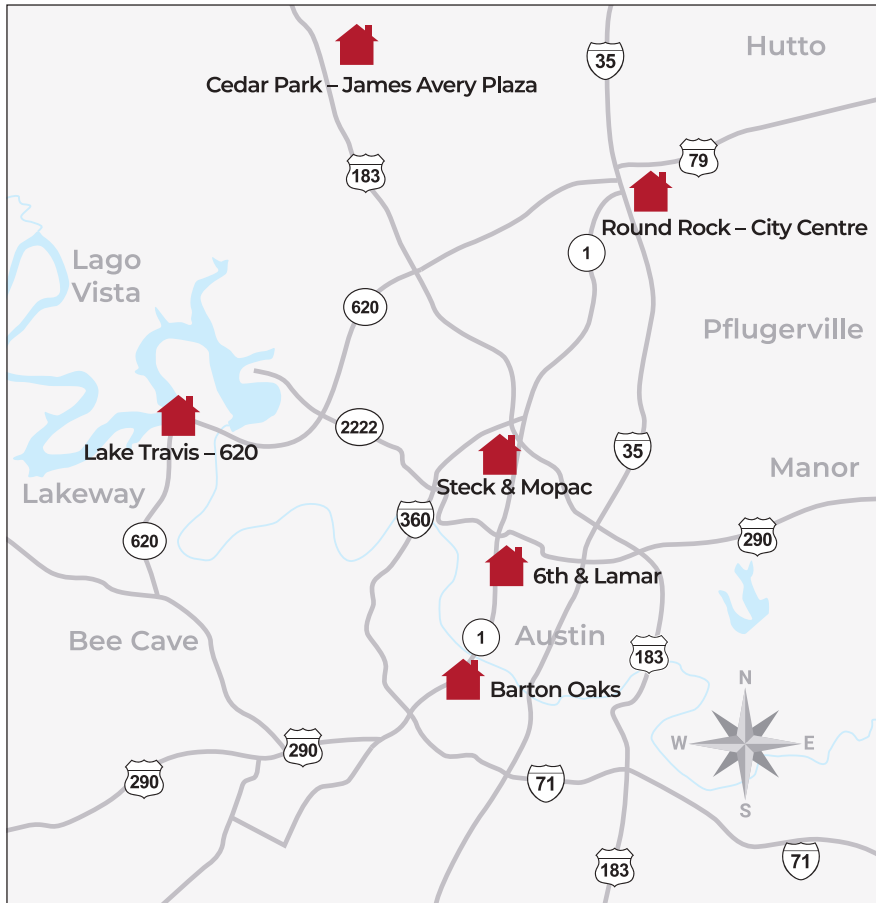 35
Hutto
Cedar Park – James Avery Plaza
79
183
Round Rock – City Centre
1
Lago
Vista
620
Pflugerville
2222
Lake Travis – 620
35
Manor
Steck & Mopac
Lakeway
360
620
290
6th & Lamar
1
Austin
Bee Cave
183
Barton Oaks
N
W
E
S
290
290
71
71
183